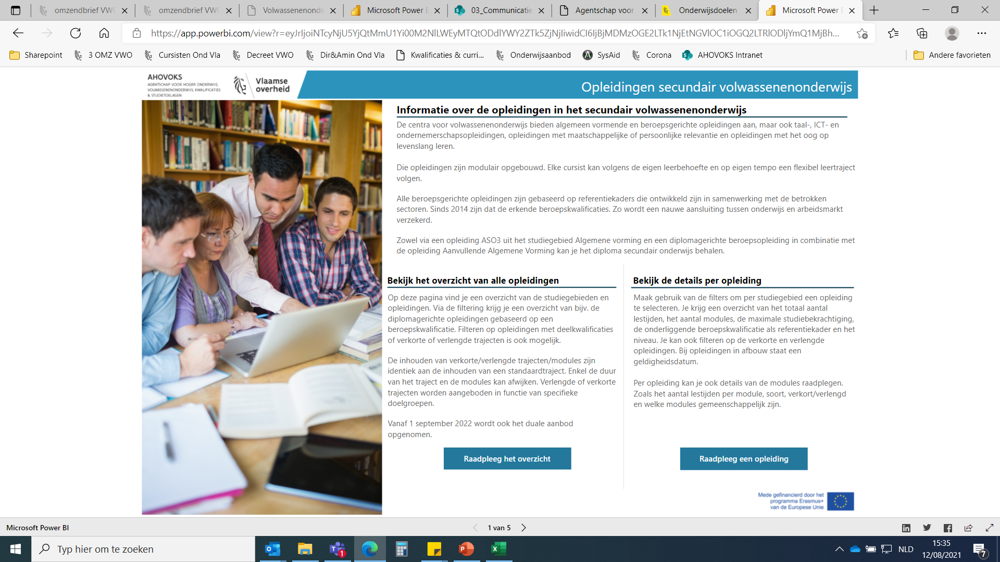 omzendbrief VWO
omzendbrief VWO
Volwassenenonde
Microsoft Power B
03_Communicatie
Agentschap voor
Onderwijsdoelen
Microsoft Power B
Sharepoint
3 OMZ VWO
Cursisten Ond Vla
Decreet VWO
Dir&Amin Ond Vla
Kwalificaties & curri...
Onderwijsaanbod
SysAid
Corona
AHOVOKS Intranet
Andere favorieten
AHOVOKS
AGENTSCHAP VOOR HOGER ONDERWIJS,
VOLWASSENENONDERWIJS, KWALIFICATIES
& STUDIETOELAGEN
Vlaamse
overheid
Opleidingen secundair volwassenenonderwijs
Informatie over de opleidingen in het secundair volwassenenonderwijs
De centra voor volwassenenonderwijs bieden algemeen vormende en beroepsgerichte opleidingen aan, maar ook taal-, ICT- en
ondernemerschapsopleidingen, opleidingen met maatschappelijke of persoonlijke relevantie en opleidingen met het oog op
levenslang leren.
Die opleidingen zijn modulair opgebouwd. Elke cursist kan volgens de eigen leerbehoefte en op eigen tempo een flexibel leertraject
volgen.
Alle beroepsgerichte opleidingen zijn gebaseerd op referentiekaders die ontwikkeld zijn in samenwerking met de betrokken
sectoren. Sinds 2014 zijn dat de erkende beroepskwalificaties. Zo wordt een nauwe aansluiting tussen onderwijs en arbeidsmarkt
verzekerd.
Zowel via een opleiding ASO3 uit het studiegebied Algemene vorming en een diplomagerichte beroepsopleiding in combinatie met
de opleiding Aanvullende Algemene Vorming kan je het diploma secundair onderwijs behalen.
Bekijk het overzicht van alle opleidingen
Op deze pagina vind je een overzicht van de studiegebieden en
opleidingen. Via de filtering krijg je een overzicht van bijv. de
diplomagerichte opleidingen gebaseerd op een
beroepskwalificatie. Filteren op opleidingen met deelkwalificaties
of verkorte of verlengde trajecten is ook mogelijk.
De inhouden van verkorte/verlengde trajecten/modules zijn
identiek aan de inhouden van een standaardtraject. Enkel de duur
van het traject en de modules kan afwijken. Verlengde of verkorte
trajecten worden aangeboden in functie van specifieke
doelgroepen.
Vanaf 1 september 2022 wordt ook het duale aanbod
opgenomen.
Raadpleeg het overzicht
Bekijk de details per opleiding
Maak gebruik van de filters om per studiegebied een opleiding
te selecteren. Je krijg een overzicht van het totaal aantal
lestijden, het aantal modules, de maximale studiebekrachtiging,
de onderliggende beroepskwalificatie als referentiekader en het
niveau. Je kan ook filteren op de verkorte en verlengde
opleidingen. Bij opleidingen in afbouw staat een
geldigheidsdatum.
Per opleiding kan je ook details van de modules raadplegen.
Zoals het aantal lestijden per module, soort, verkort/verlengd
en welke modules gemeenschappelijk zijn.
Raadpleeg een opleiding
Mede gefinancierd door het
programma Erasmus+
van de Europese Unie
Microsoft Power BI
1 van 5
Typ hier om te zoeken
NLD
15:35
12/08/2021
7